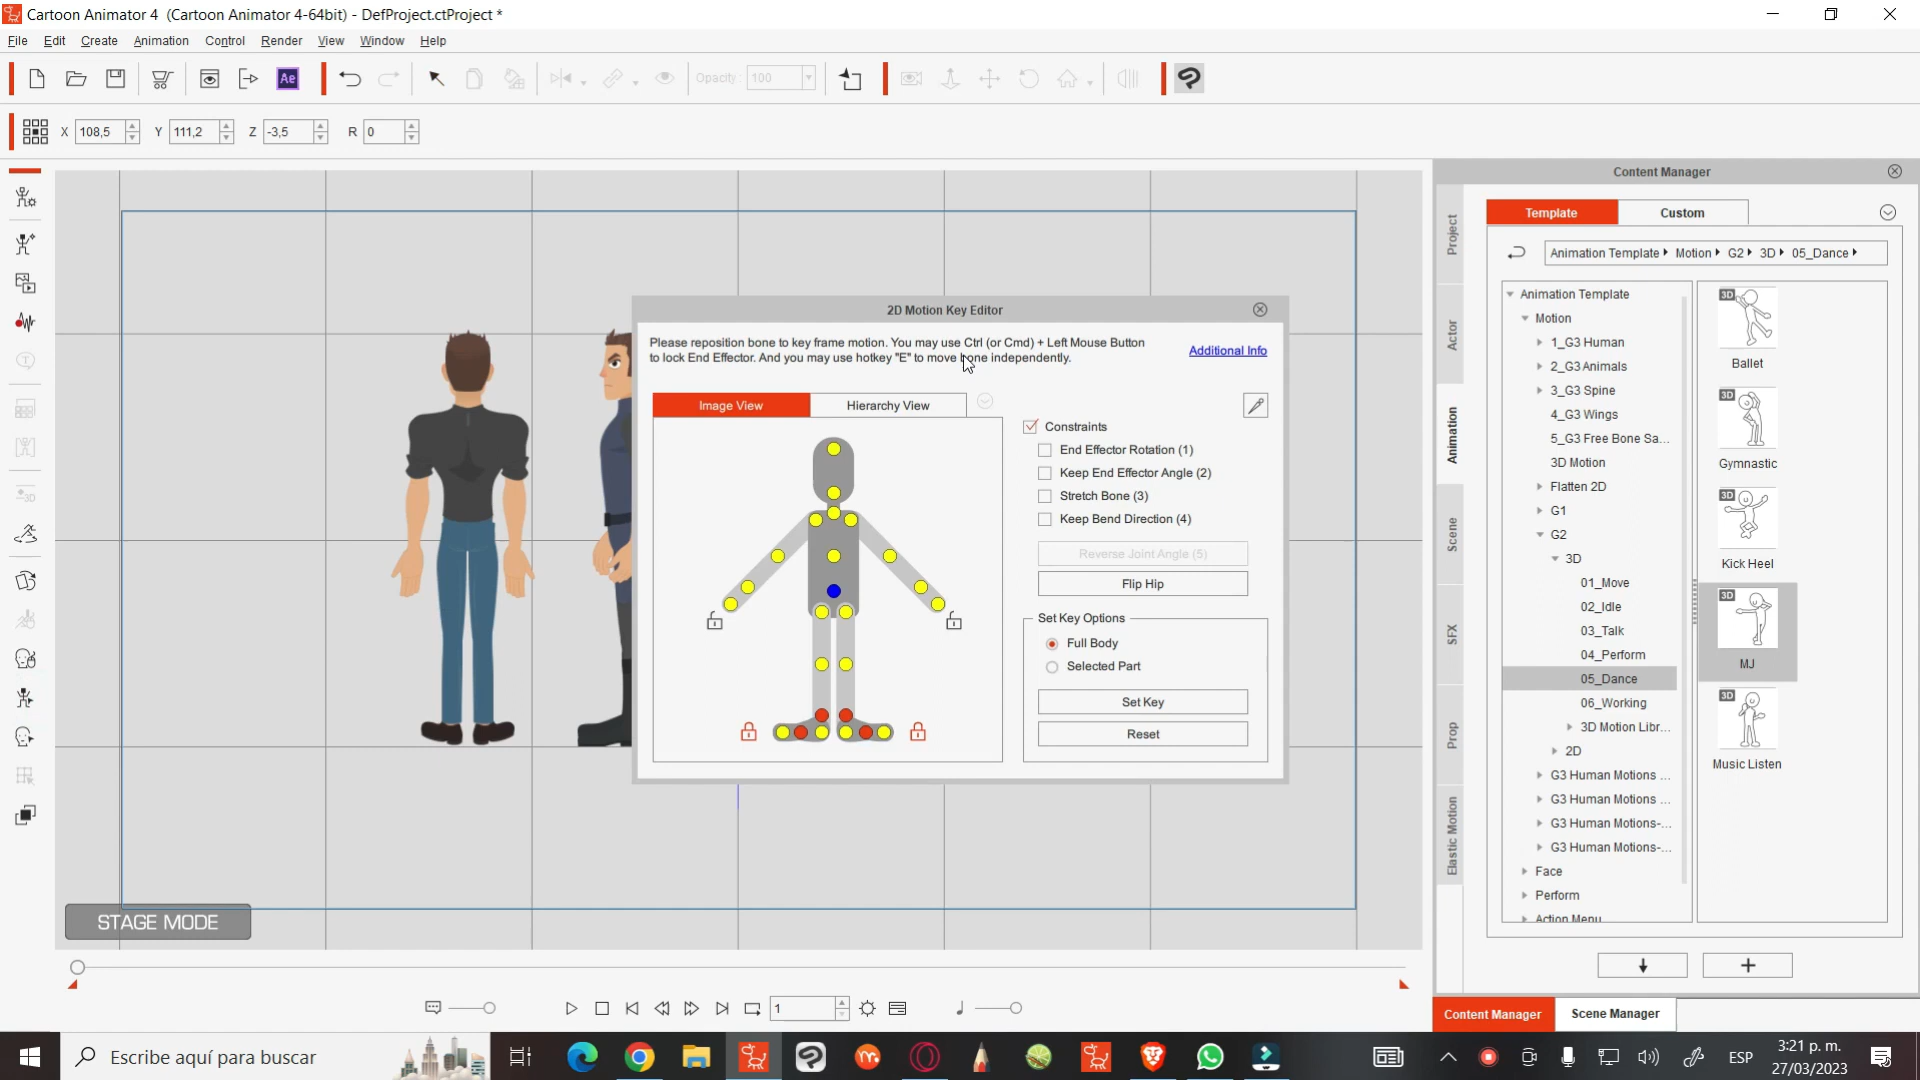 Cartoon Animator 4 (Cartoon Animator 4-64bit) - DefProject.ctProject *
File Edit Create Animation Control Render View Window Help
Ae
Opacity: 100
X 108,5 Y 111,2 Z -3,5 R 0
Content Manager
Template Custom
Animation Template Motion G2 3D 05_Dance
Project
Actor
Animation
Scene
SFX
Prop
Elastic Motion
Animation Template
Motion
1_G3 Human
2_G3 Animals
3_G3 Spine
4_G3 Wings
5_G3 Free Bone Sa...
3D Motion
Flatten 2D
G1
G2
3D
01_Move
02_Idle
03_Talk
04_Perform
05_Dance
06_Working
3D Motion Libr...
2D
G3 Human Motions ...
G3 Human Motions ...
G3 Human Motions-...
G3 Human Motions-...
Face
Perform
Action Menu
3D
Ballet
3D
Gymnastic
3D
Kick Heel
3D
MJ
3D
Music Listen
2D Motion Key Editor
Please reposition bone to key frame motion. You may use Ctrl (or Cmd) + Left Mouse Button
to lock End Effector. And you may use hotkey "E" to move bone independently.
Additional Info
Image View Hierarchy View
Constraints
End Effector Rotation (1)
Keep End Effector Angle (2)
Stretch Bone (3)
Keep Bend Direction (4)
Reverse Joint Angle (5)
Flip Hip
Set Key Options
Full Body
Selected Part
Set Key
Reset
STAGE MODE
1
Content Manager Scene Manager
Escribe aquí para buscar
ESP
3:21 p. m.
27/03/2023